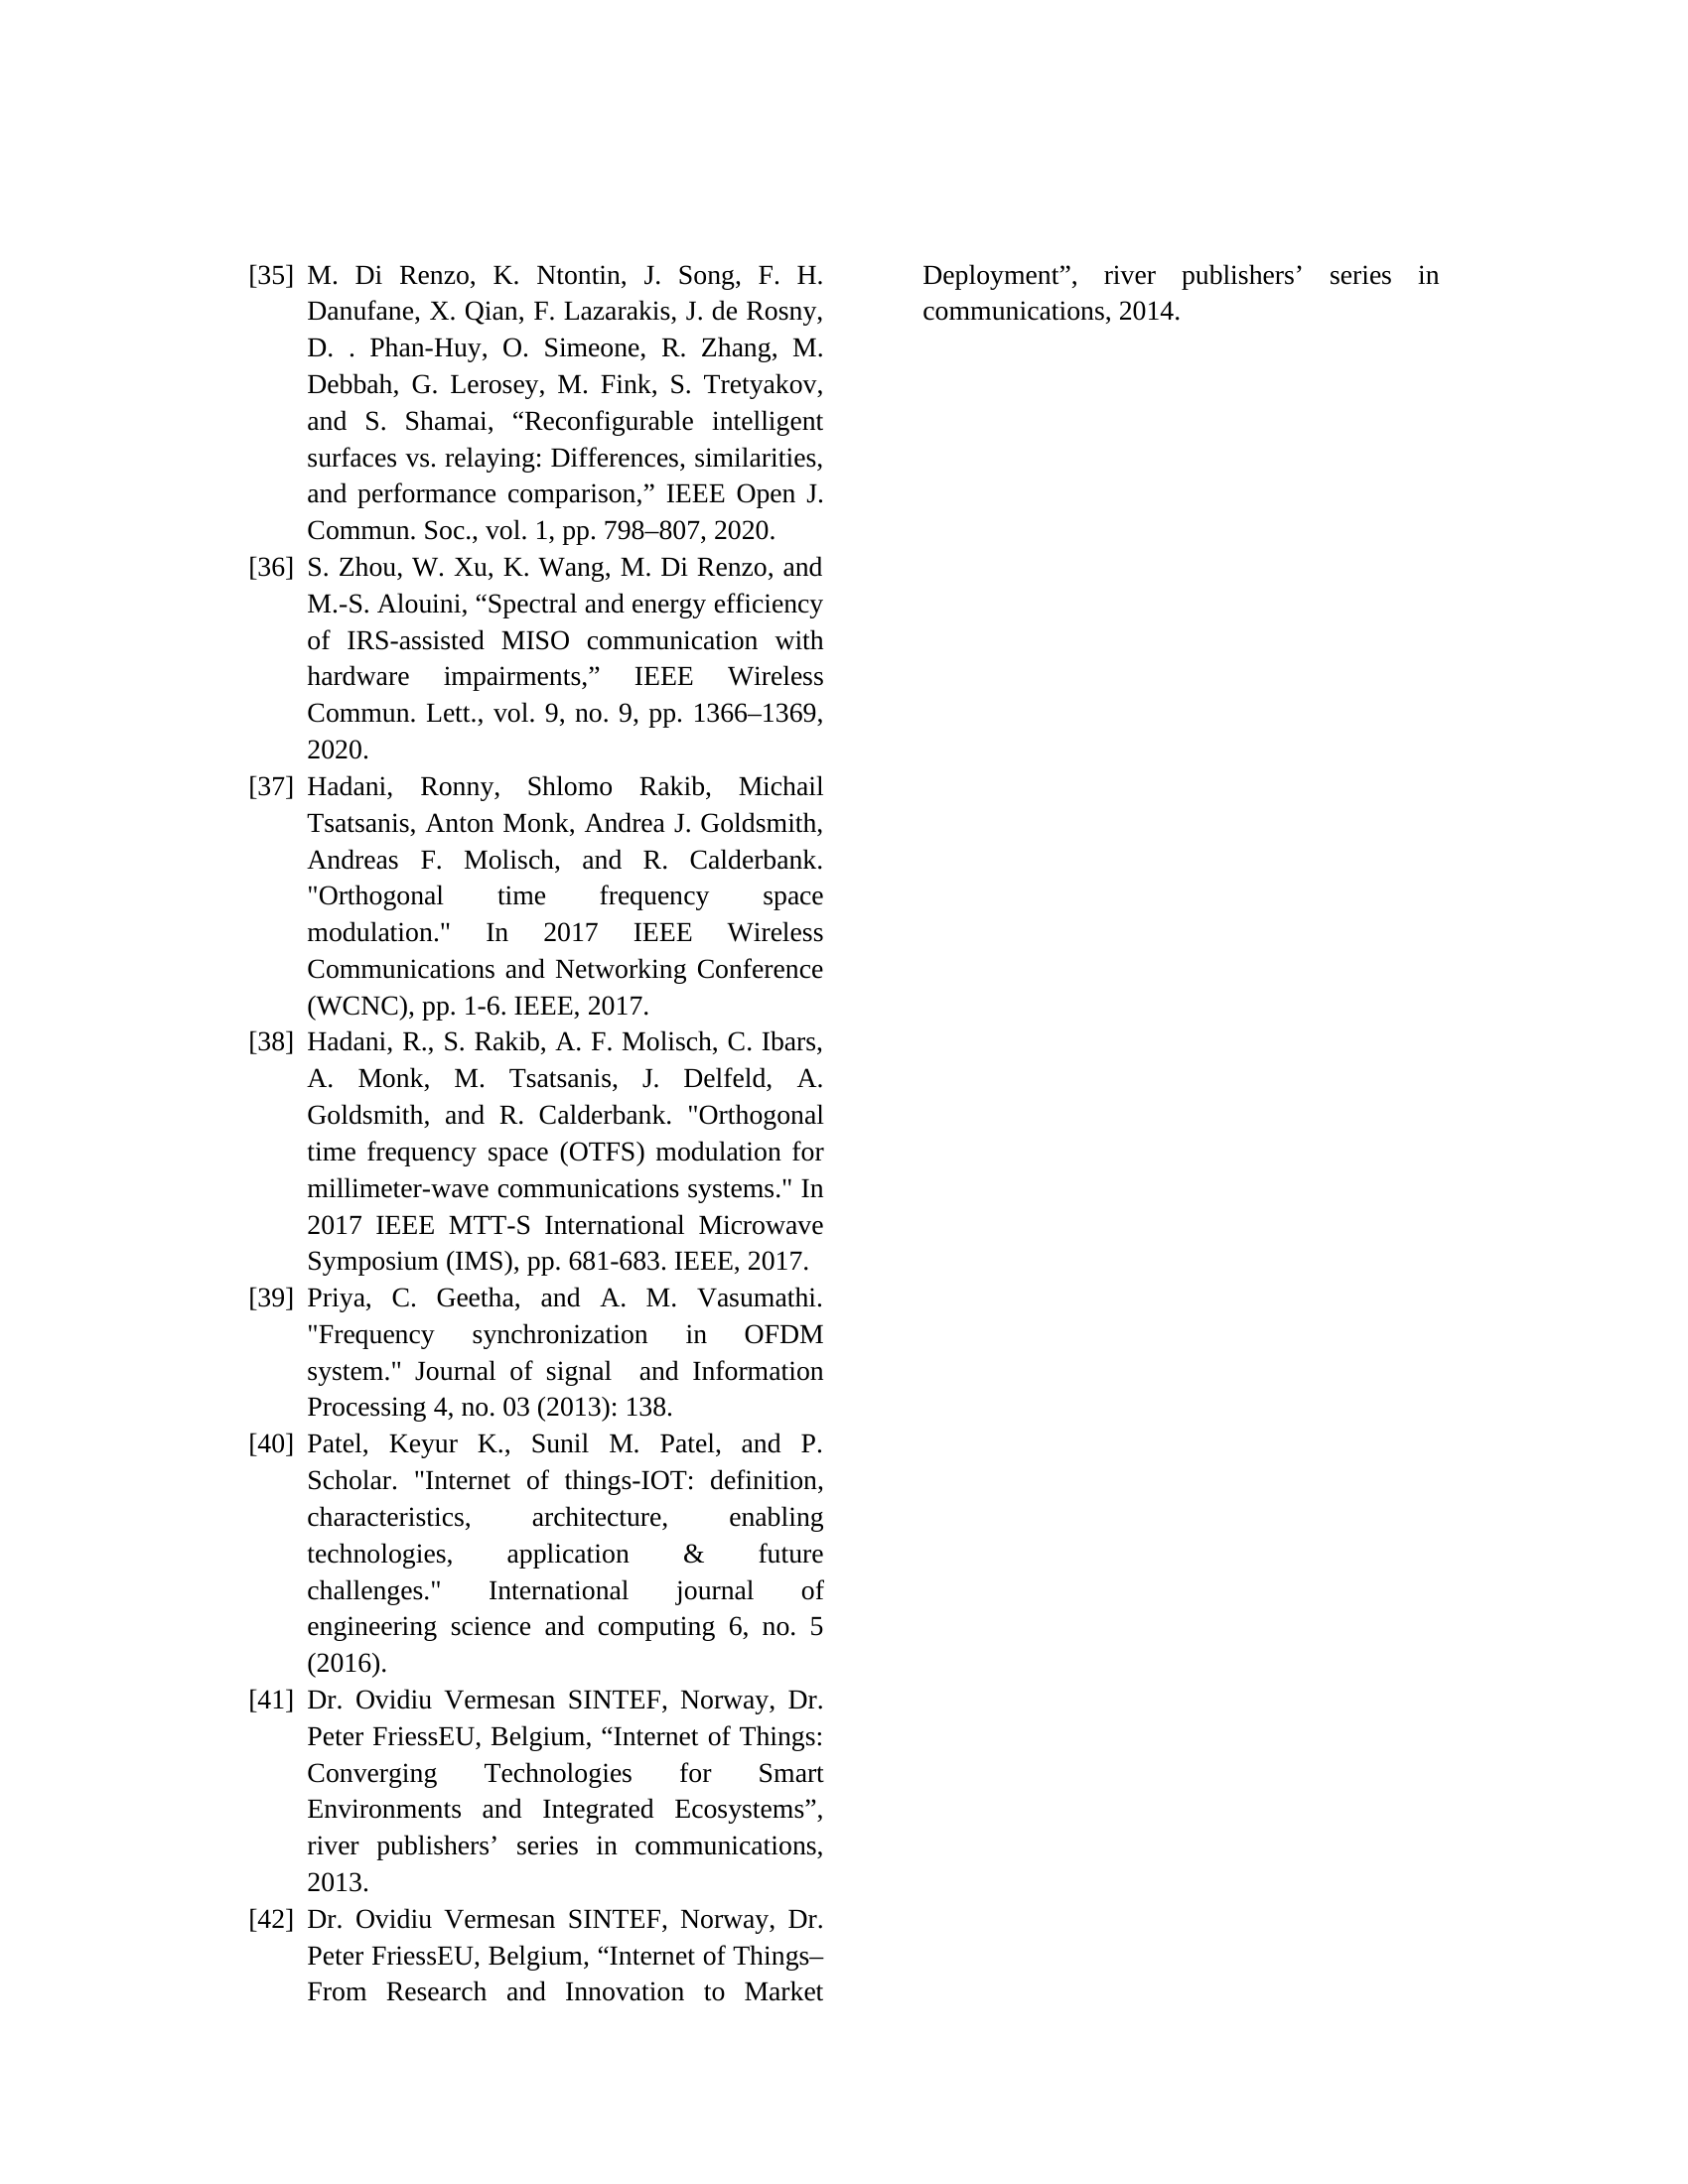 [35] M. Di Renzo, K. Ntontin, J. Song, F. H.
Danufane, X. Qian, F. Lazarakis, J. de Rosny,
D. . Phan-Huy, O. Simeone, R. Zhang, M.
Debbah, G. Lerosey, M. Fink, S. Tretyakov,
and S. Shamai, “Reconfigurable intelligent
surfaces vs. relaying: Differences, similarities,
and performance comparison,” IEEE Open J.
Commun. Soc., vol. 1, pp. 798–807, 2020.
[36] S. Zhou, W. Xu, K. Wang, M. Di Renzo, and
M.-S. Alouini, “Spectral and energy efficiency
of IRS-assisted MISO communication with
hardware impairments,” IEEE Wireless
Commun. Lett., vol. 9, no. 9, pp. 1366–1369,
2020.
[37] Hadani, Ronny, Shlomo Rakib, Michail
Tsatsanis, Anton Monk, Andrea J. Goldsmith,
Andreas F. Molisch, and R. Calderbank.
"Orthogonal time frequency space
modulation." In 2017 IEEE Wireless
Communications and Networking Conference
(WCNC), pp. 1-6. IEEE, 2017.
[38] Hadani, R., S. Rakib, A. F. Molisch, C. Ibars,
A. Monk, M. Tsatsanis, J. Delfeld, A.
Goldsmith, and R. Calderbank. "Orthogonal
time frequency space (OTFS) modulation for
millimeter-wave communications systems." In
2017 IEEE MTT-S International Microwave
Symposium (IMS), pp. 681-683. IEEE, 2017.
[39] Priya, C. Geetha, and A. M. Vasumathi.
"Frequency synchronization in OFDM
system." Journal of signal and Information
Processing 4, no. 03 (2013): 138.
[40] Patel, Keyur K., Sunil M. Patel, and P.
Scholar. "Internet of things-IOT: definition,
characteristics, architecture, enabling
technologies, application & future
challenges." International journal of
engineering science and computing 6, no. 5
(2016).
[41] Dr. Ovidiu Vermesan SINTEF, Norway, Dr.
Peter FriessEU, Belgium, “Internet of Things:
Converging Technologies for Smart
Environments and Integrated Ecosystems”,
river publishers’ series in communications,
2013.
[42] Dr. Ovidiu Vermesan SINTEF, Norway, Dr.
Peter FriessEU, Belgium, “Internet of Things–
From Research and Innovation to Market
Deployment”, river publishers’ series in
communications, 2014.